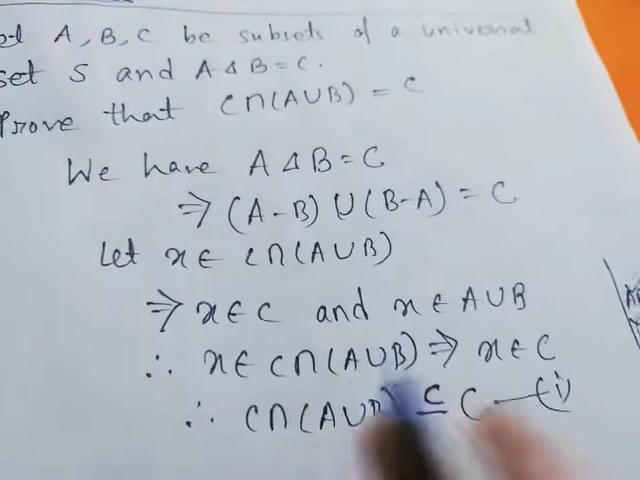 A, B, C be subsets of a universal
set S and A Δ B = C.
Prove that C∩(A∪B) = C
We have A Δ B = C
⇒ (A-B) ∪ (B-A) = C
Let x ∈ C∩(A∪B)
⇒ x ∈ C and x ∈ A∪B
∴ x ∈ C∩(A∪B) ⇒ x ∈ C
∴ C∩(A∪B) ⊆ C —(i)